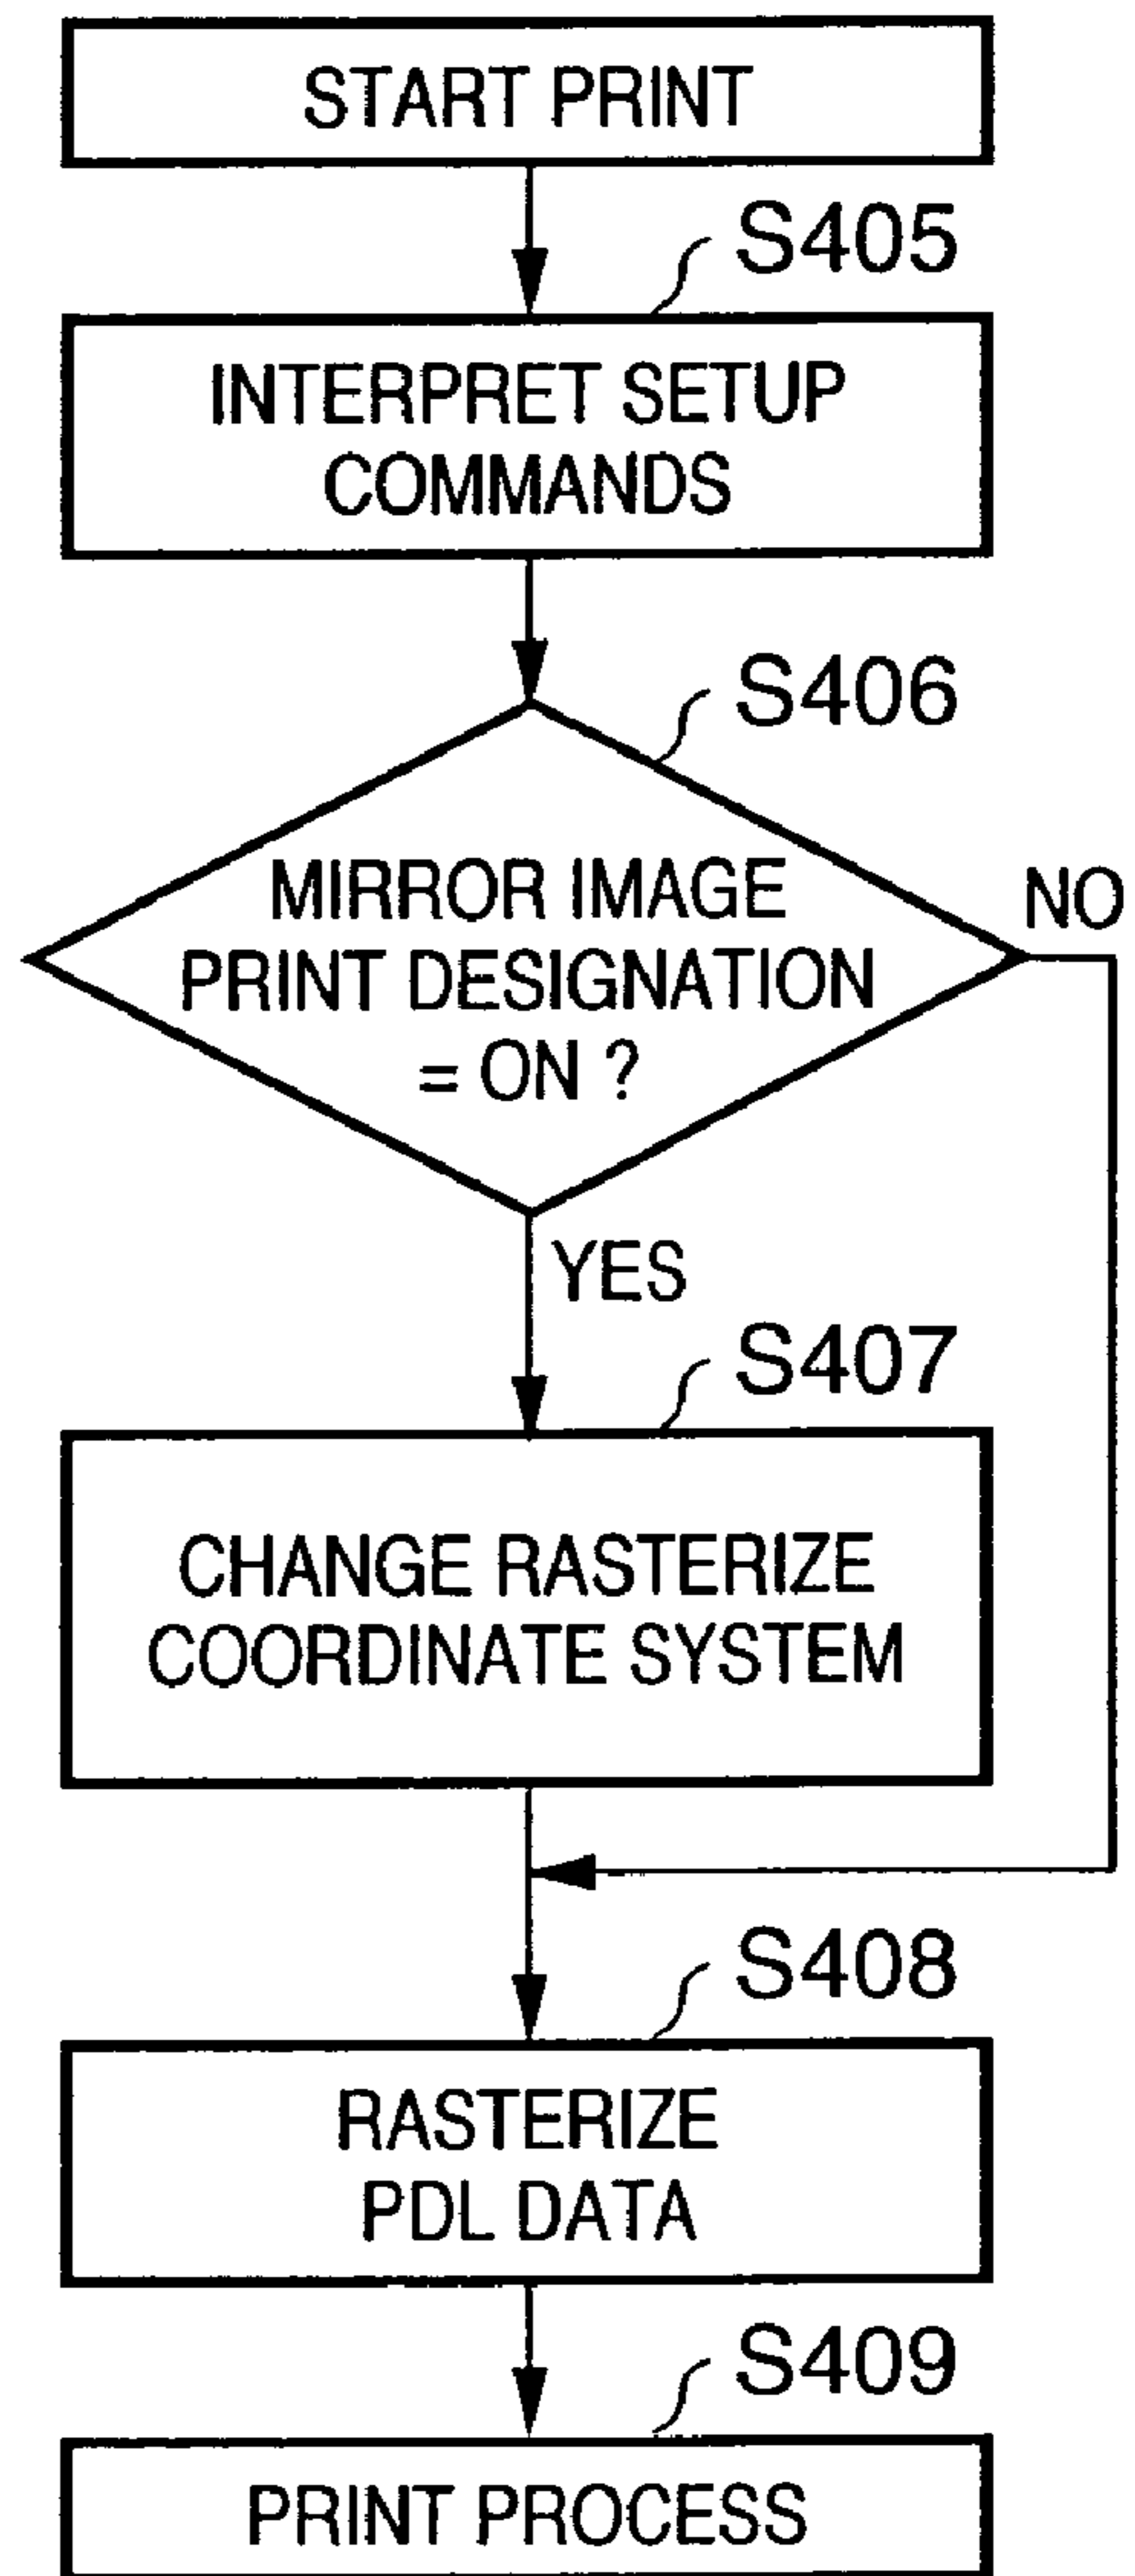 START PRINT
S405
INTERPRET SETUP
COMMANDS
S406
MIRROR IMAGE
PRINT DESIGNATION
= ON ?
NO
YES
S407
CHANGE RASTERIZE
COORDINATE SYSTEM
S408
RASTERIZE
PDL DATA
S409
PRINT PROCESS